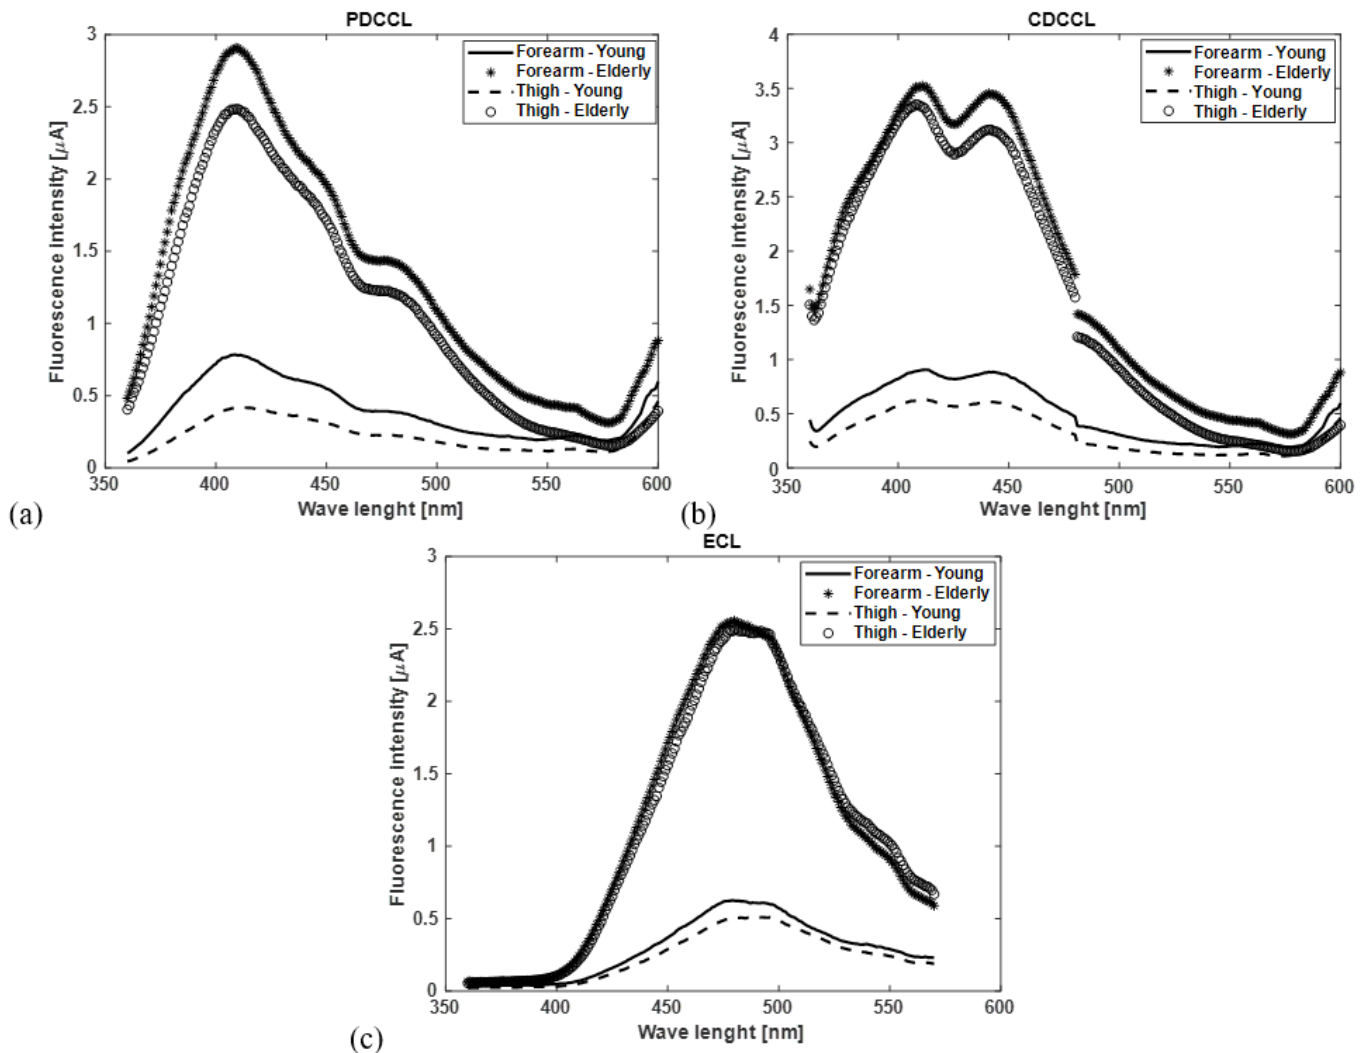 PDCCL
3
2.5
2
1.5
1
0.5
0
350
400
450
500
550
600
Fluorescence intensity [μA]
Wave lenght [nm]
Forearm - Young
Forearm - Elderly
Thigh - Young
Thigh - Elderly
(a)
CDCCL
4
3.5
3
2.5
2
1.5
1
0.5
0
350
400
450
500
550
600
Fluorescence intensity [μA]
Wave lenght [nm]
Forearm - Young
Forearm - Elderly
Thigh - Young
Thigh - Elderly
(b)
ECL
3
2.5
2
1.5
1
0.5
0
350
400
450
500
550
600
Fluorescence Intensity [μA]
Wave lenght [nm]
Forearm - Young
Forearm - Elderly
Thigh - Young
Thigh - Elderly
(c)